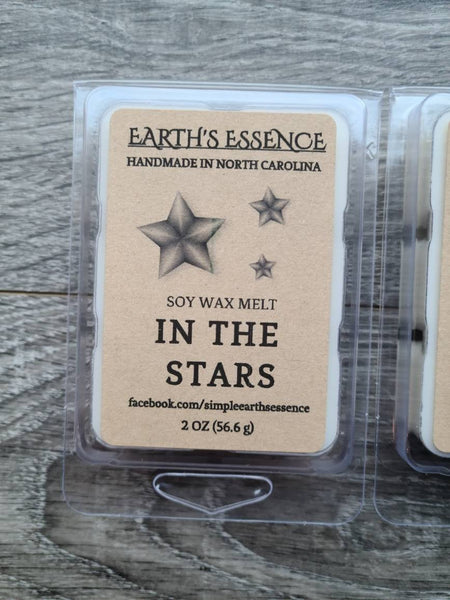 EARTH'S ESSENCE
HANDMADE IN NORTH CAROLINA
SOY WAX MELT
IN THE
STARS
facebook.com/simpleearthsessence
2 OZ (56.6 g)